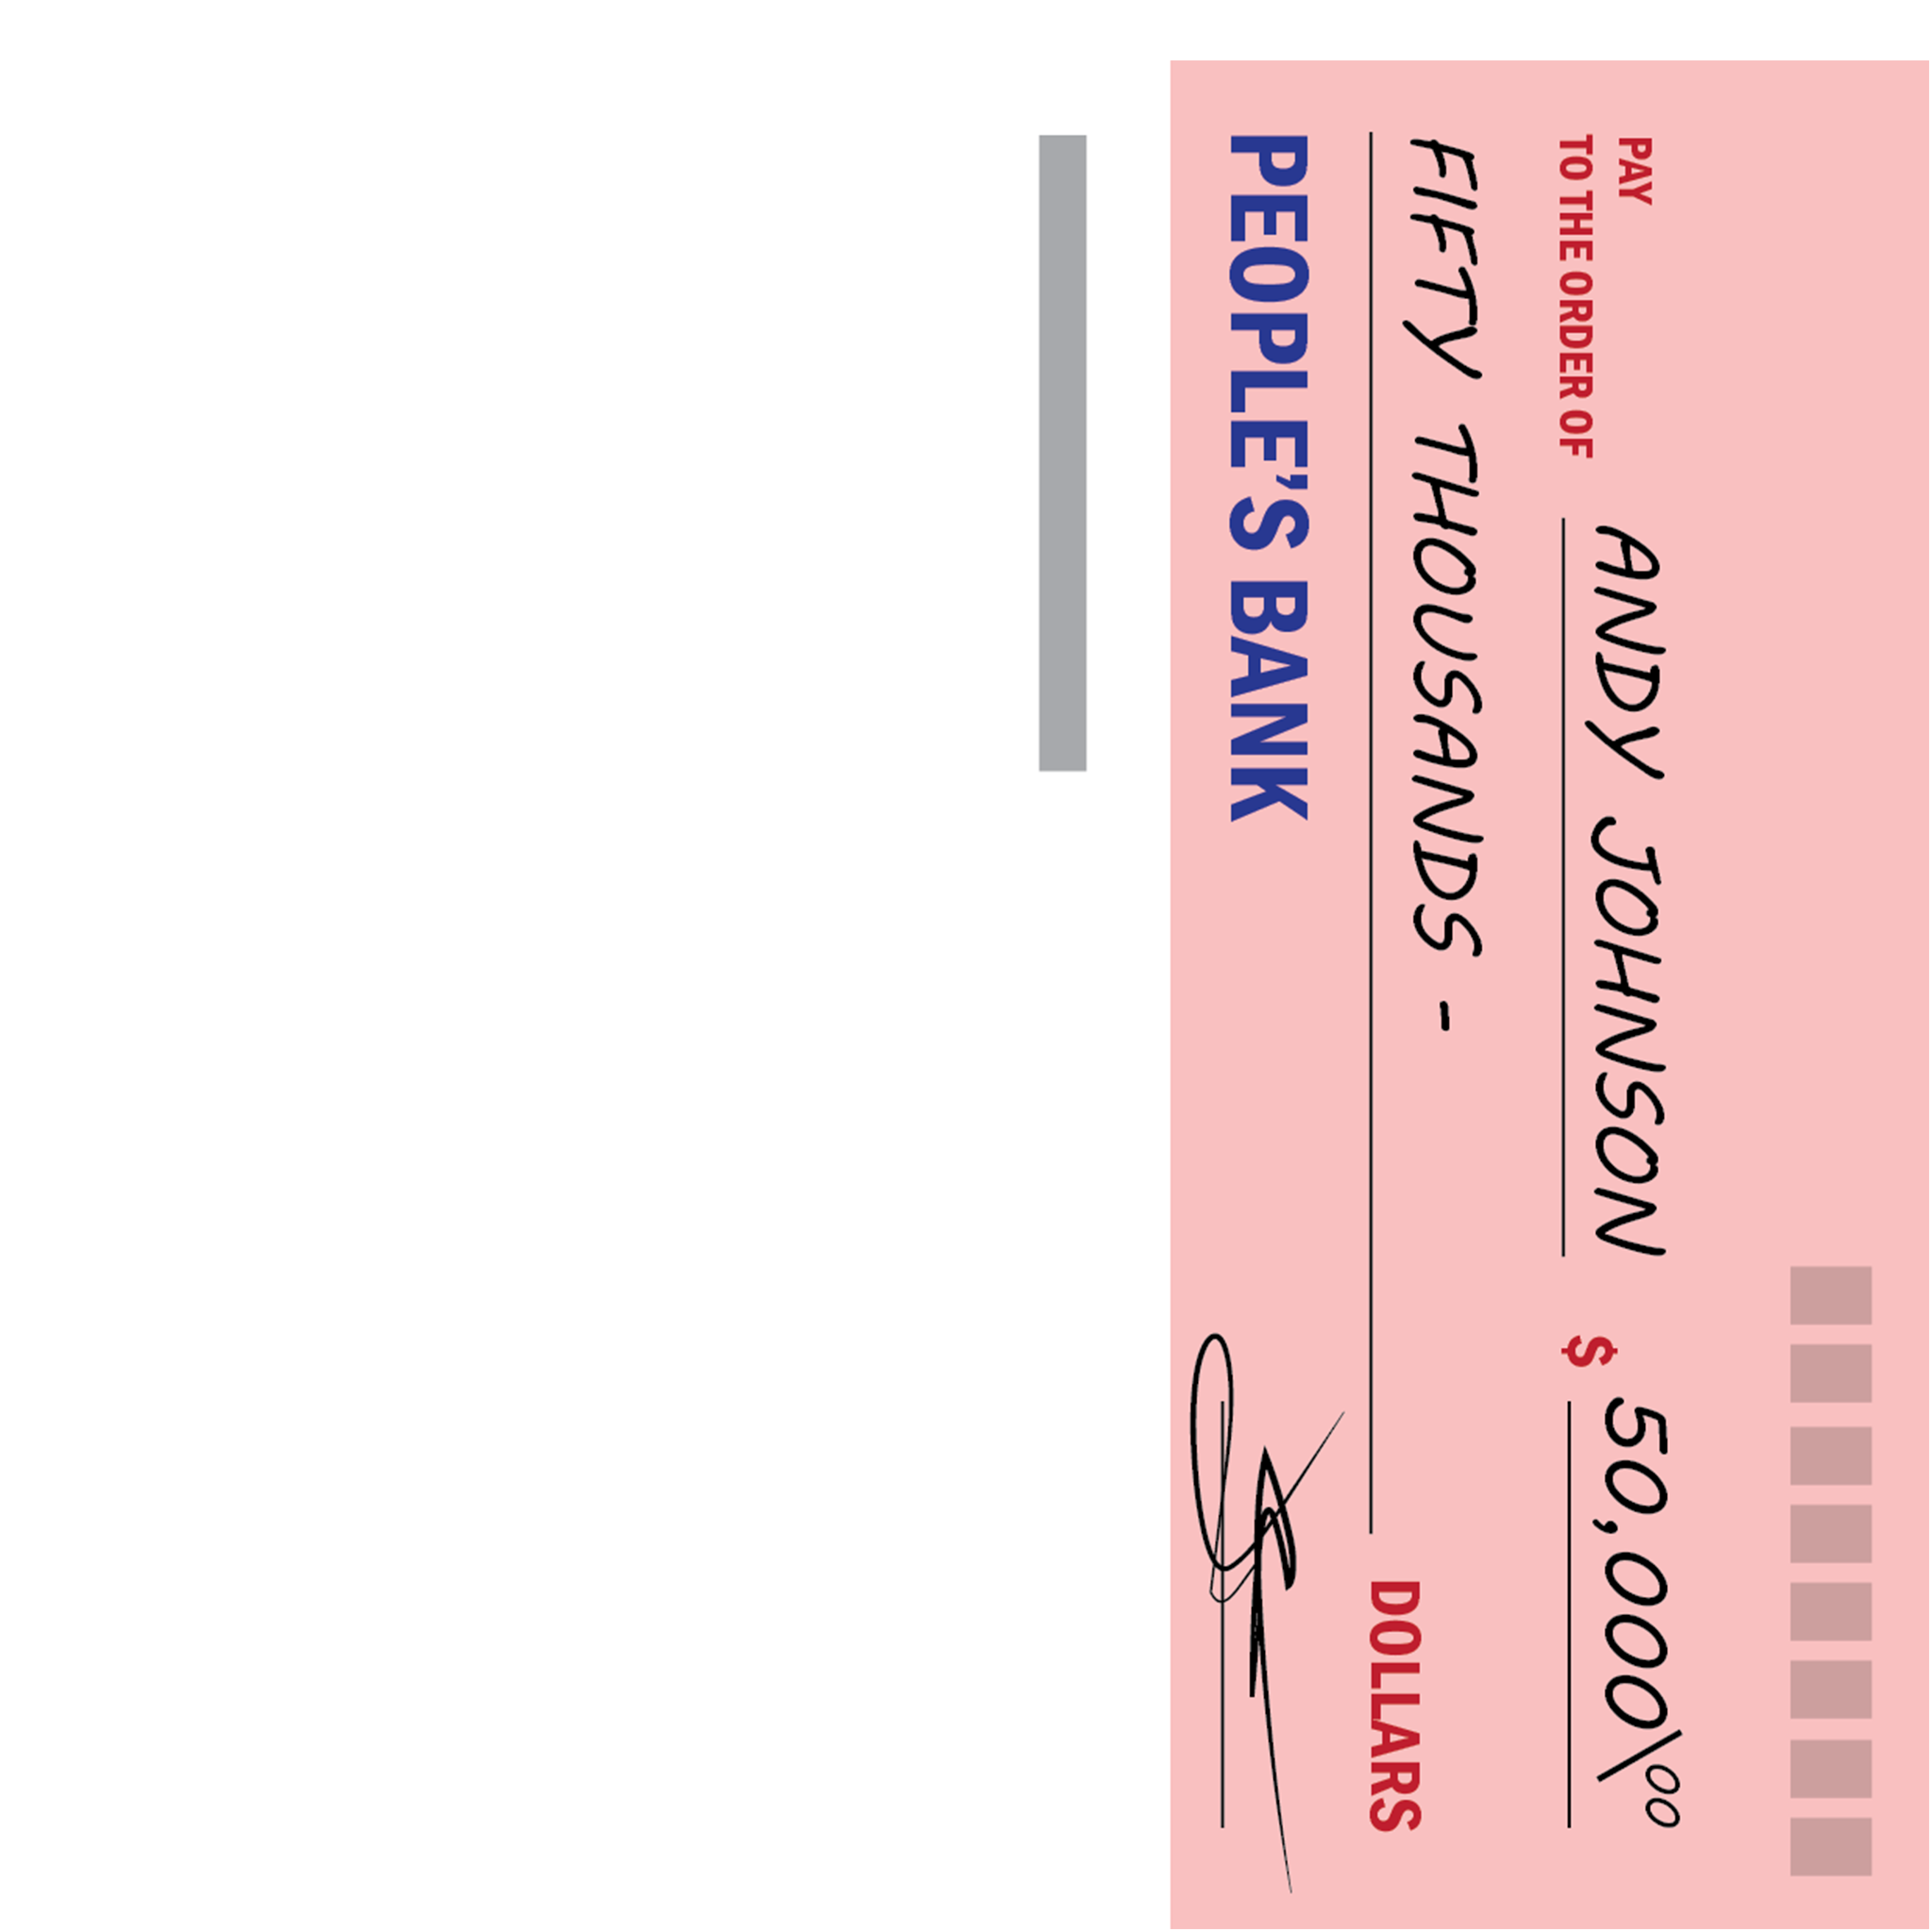 PAY
TO THE ORDER OF ANDY JOHNSON $ 50,000/00
FIFTY THOUSANDS - DOLLARS
PEOPLE'S BANK